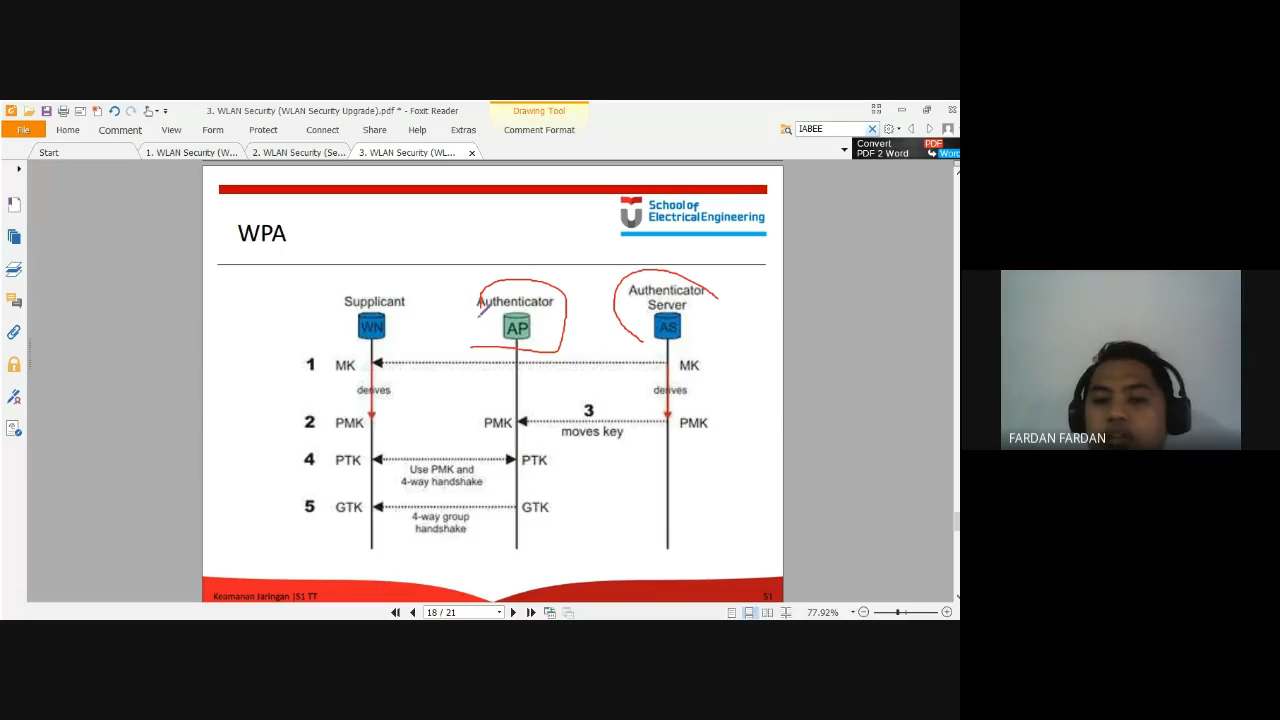 3. WLAN Security (WLAN Security Upgrade).pdf * - Foxit Reader
Drawing Tool
File Home Comment View Form Protect Connect Share Help Extras Comment Format
IABEE
Start
1. WLAN Security (W...
2. WLAN Security (Se...
3. WLAN Security (WL...
Convert
PDF 2 Word
PDF
Word
School of
Electrical Engineering
WPA
Supplicant
Authenticator
Authenticator
Server
WN
AP
AS
1 MK MK
derives derives
3
2 PMK PMK PMK
moves key
4 PTK PTK
Use PMK and
4-way handshake
5 GTK GTK
4-way group
handshake
Keamanan Jaringan |S1 TT
51
18 / 21
77.92%
FARDAN FARDAN